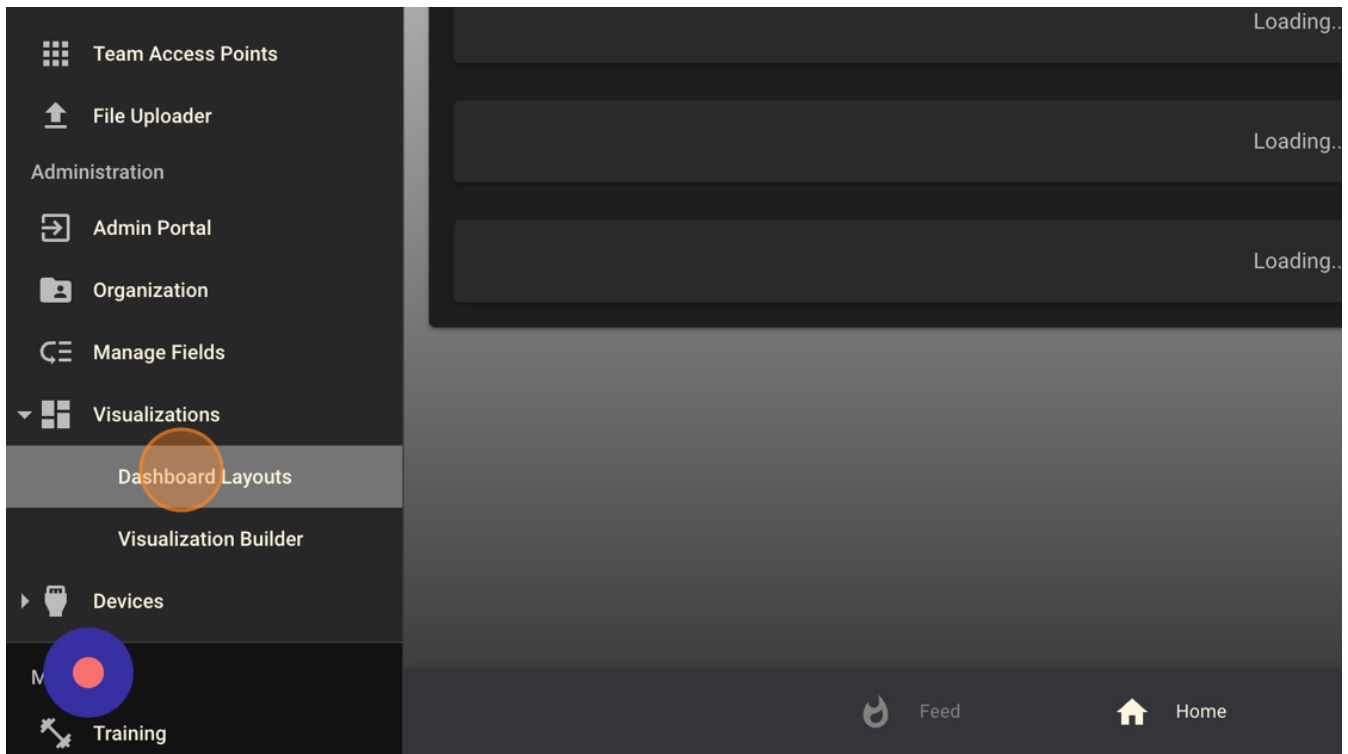 Team Access Points
File Uploader
Administration
Admin Portal
Organization
Manage Fields
Visualizations
Dashboard Layouts
Visualization Builder
Devices
M
Training
Loading..
Loading..
Loading..
Feed
Home